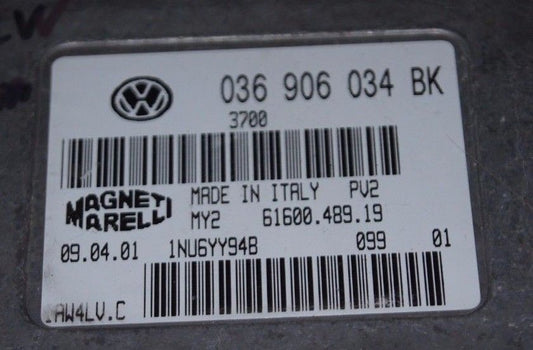 036 906 034 BK
3700
MAGNETI MARELLI
MADE IN ITALY PV2
MY2 61600.489.19
09.04.01 1NU6YY94B 099 01
IAW4LV.C